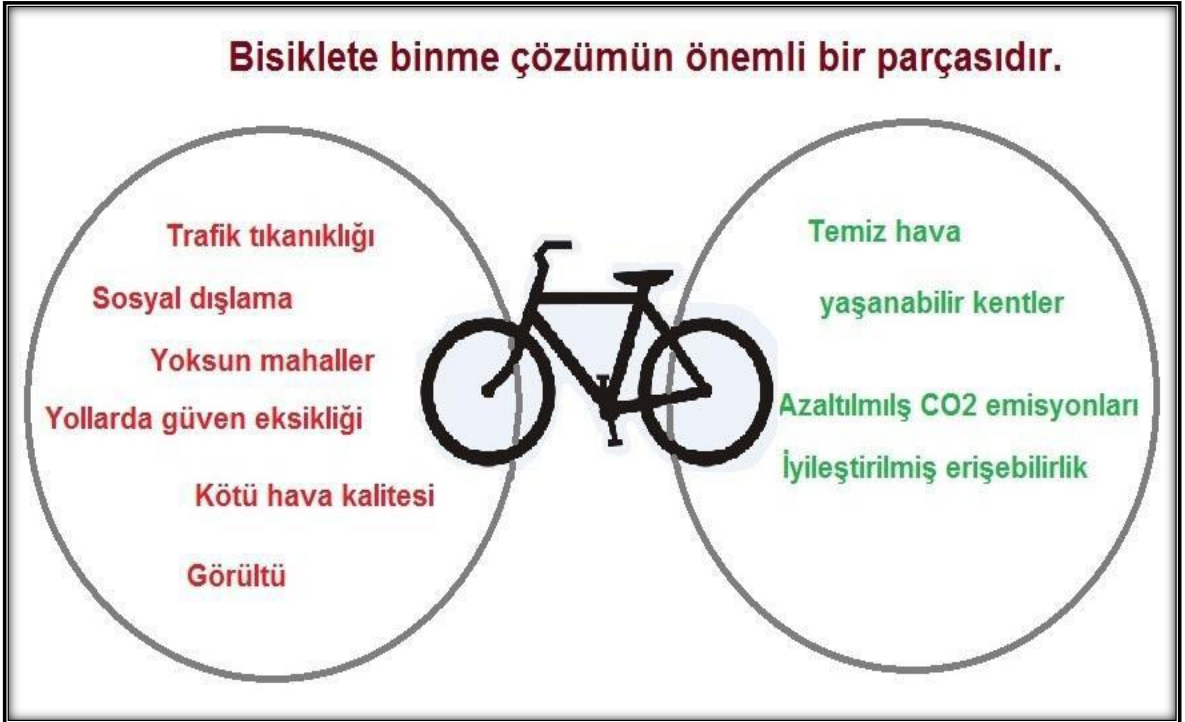 Bisiklete binme çözümün önemli bir parçasıdır.
Trafik tıkanıklığı
Sosyal dışlama
Yoksun mahaller
Yollarda güven eksikliği
Kötü hava kalitesi
Görültü
Temiz hava
yaşanabilir kentler
Azaltılmılş CO2 emisyonları
İyileştirilmiş erişebilirlik